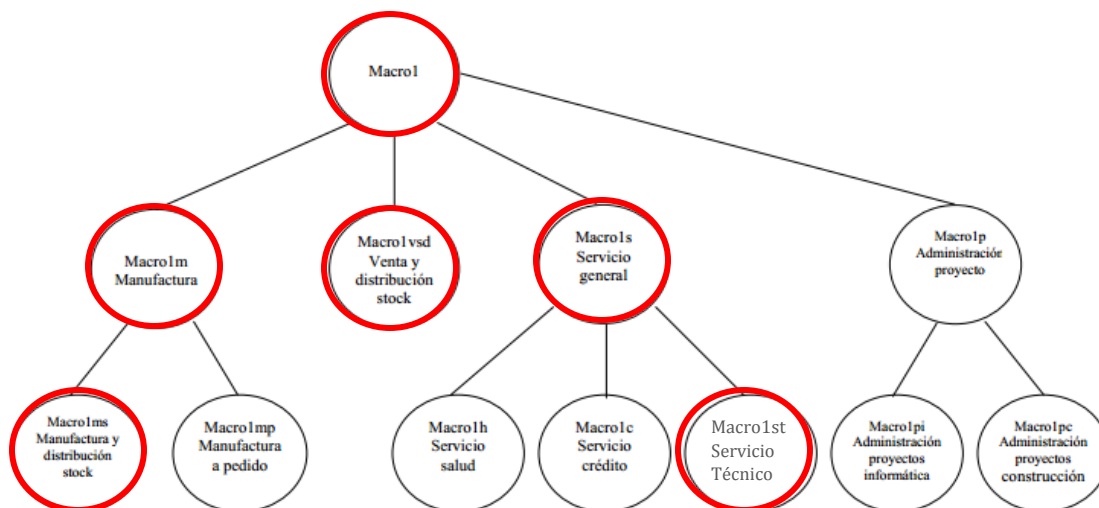 Macro1
Macro1m
Manufactura
Macro1vsd
Venta y
distribución
stock
Macro1s
Servicio
general
Macro1p
Administración
proyecto
Macro1ms
Manufactura y
distribución
stock
Macro1mp
Manufactura
a pedido
Macro1h
Servicio
salud
Macro1c
Servicio
crédito
Macro1st
Servicio
Técnico
Macro1pi
Administración
proyectos
informática
Macro1pc
Administración
proyectos
construcción